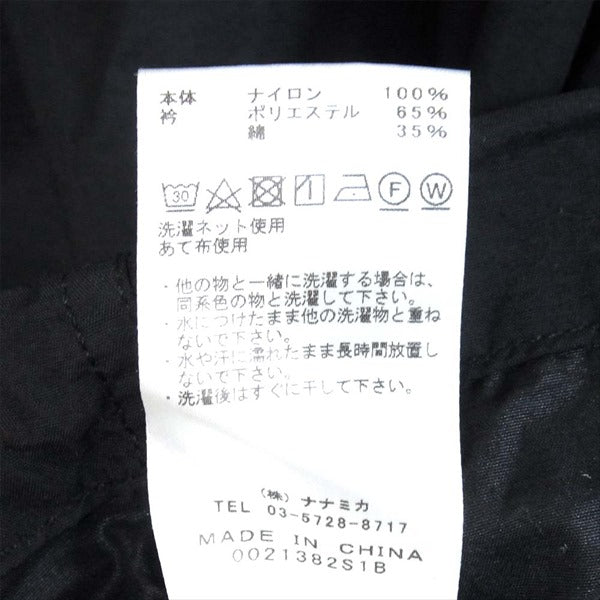 本体 ナイロン 100%
衿 ポリエステル 65%
綿 35%
30 F W
洗濯ネット使用
あて布使用
・他の物と一緒に洗濯する場合は、
同系色の物と洗濯して下さい。
・水につけたまま他の洗濯物と重ね
ないで下さい。
・水や汗に濡れたまま長時間放置し
ないで下さい。
・洗濯後はすぐに干して下さい。
(株) ナナミカ
TEL 03-5728-8717
MADE IN CHINA
0021382S1B